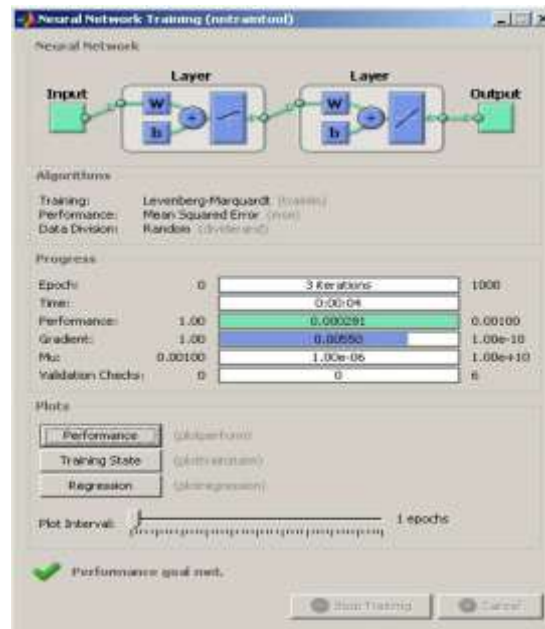 Neural Network Training (nntraintool)
Neural Network
Layer Layer
Input Output
W W
b b
+ +
Algorithms
Training: Levenberg-Marquardt (trainlm)
Performance: Mean Squared Error (mse)
Data Division: Random (dividerand)
Progress
Epoch: 0 3 iterations 1000
Time: 0:00:04
Performance: 1.00 0.000291 0.00100
Gradient: 1.00 0.00550 1.00e-10
Mu: 0.00100 1.00e-06 1.00e+10
Validation Checks: 0 0 6
Plots
Performance (plotperform)
Training State (plottrainstate)
Regression (plotregression)
Plot Interval: 1 epochs
Performance goal met.
Stop Training Cancel